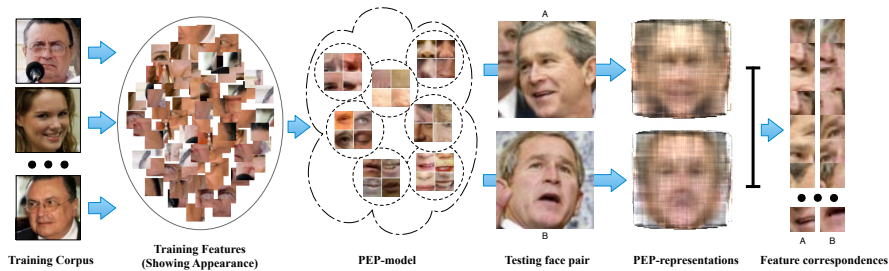 A
B
A B
Training Corpus
Training Features
(Showing Appearance)
PEP-model
Testing face pair
PEP-representations
Feature correspondences